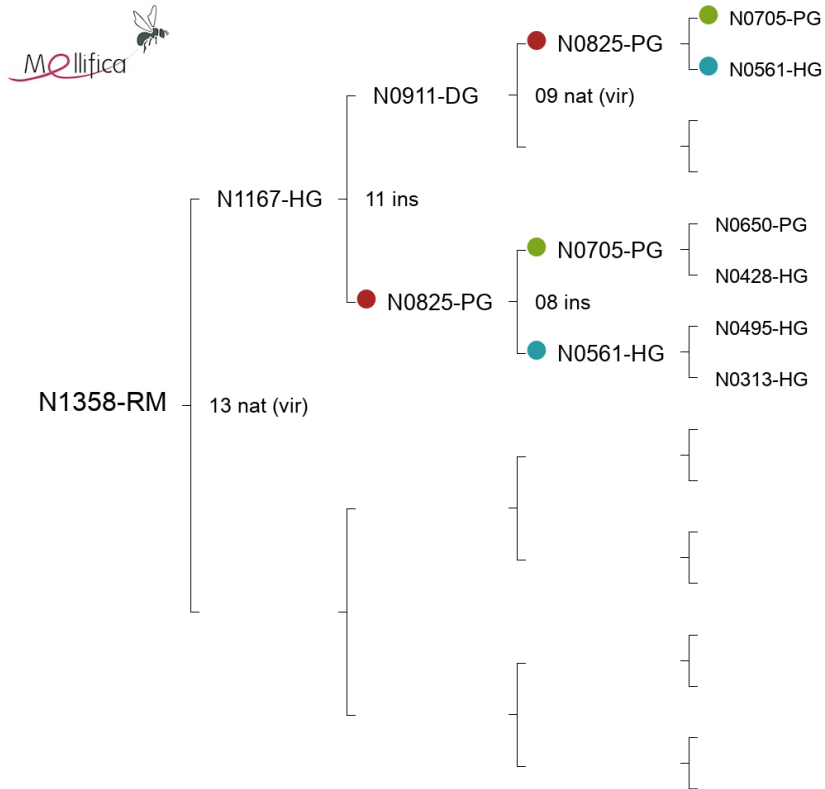 Mellifica
N0705-PG
N0825-PG
N0561-HG
N0911-DG
09 nat (vir)
N1167-HG
11 ins
N0650-PG
N0705-PG
N0428-HG
N0825-PG
08 ins
N0495-HG
N0561-HG
N0313-HG
N1358-RM
13 nat (vir)